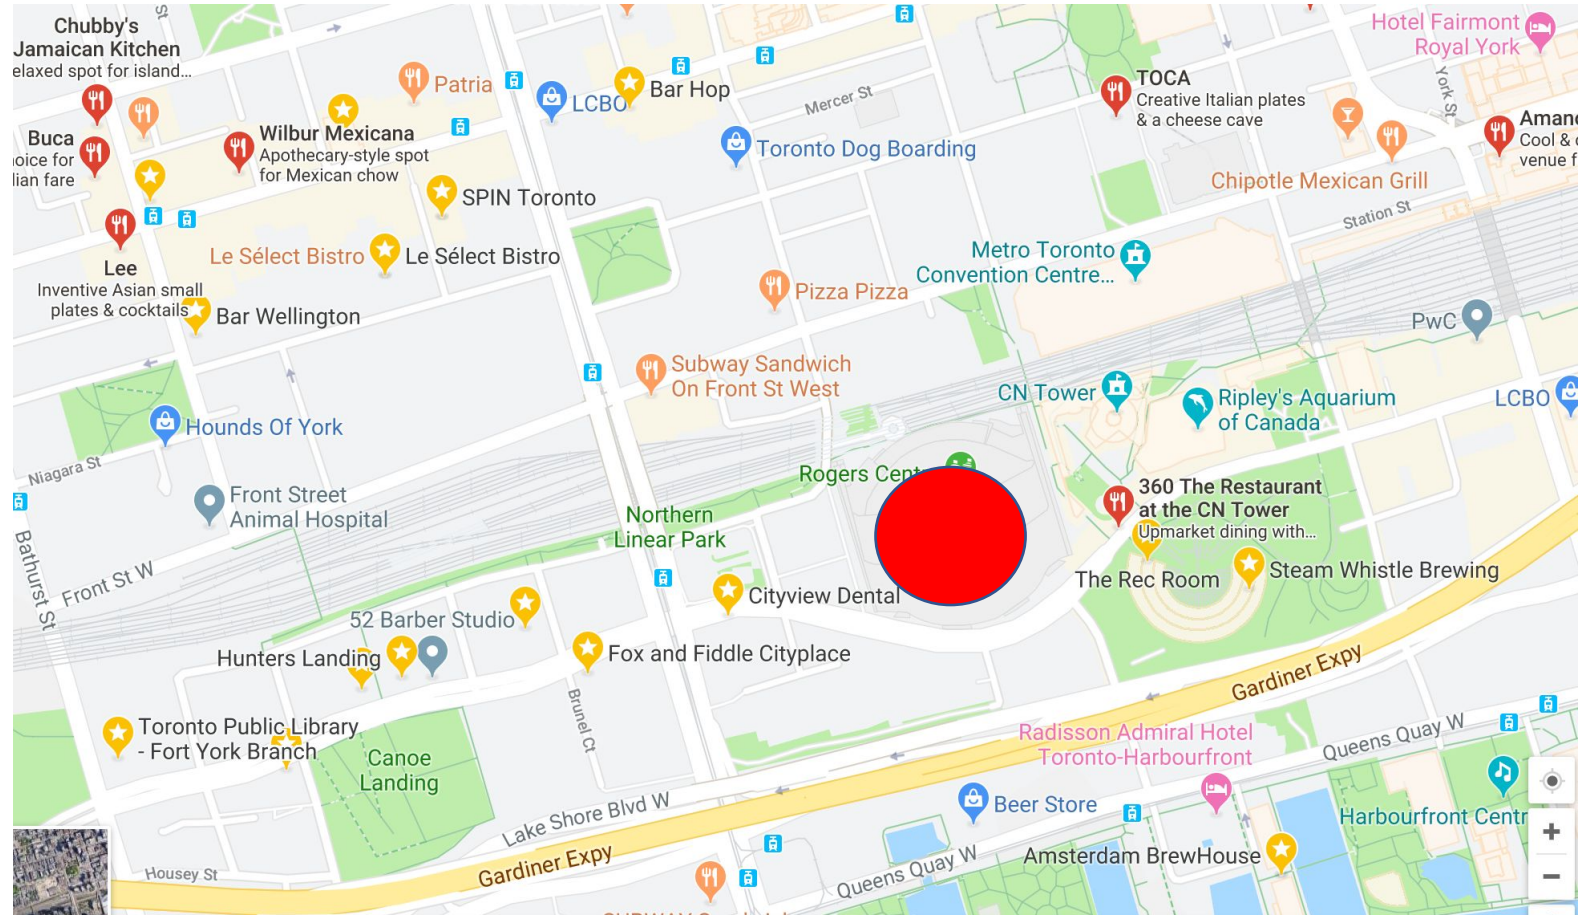 Chubby's
Jamaican Kitchen
elaxed spot for island...
St
Patria
LCBO
Bar Hop
Mercer St
TOCA
Creative Italian plates
& a cheese cave
Hotel Fairmont
Royal York
York St
Buca
oice for
lian fare
Wilbur Mexicana
Apothecary-style spot
for Mexican chow
Toronto Dog Boarding
Chipotle Mexican Grill
Cool & 
venue f
SPIN Toronto
Station St
Le Sélect Bistro
Le Sélect Bistro
Metro Toronto
Convention Centre...
Lee
Inventive Asian small
plates & cocktails
Pizza Pizza
Bar Wellington
PwC
Subway Sandwich
On Front St West
CN Tower
Ripley's Aquarium
of Canada
LCBO
Hounds Of York
Niagara St
Rogers Cent
Front Street
Animal Hospital
Northern
Linear Park
360 The Restaurant
at the CN Tower
Upmarket dining with...
Bathurst St
Front St W
The Rec Room
Steam Whistle Brewing
Cityview Dental
52 Barber Studio
Hunters Landing
Fox and Fiddle Cityplace
Gardiner Expy
Brunel Ct
Toronto Public Library
- Fort York Branch
Canoe
Landing
Radisson Admiral Hotel
Toronto-Harbourfront
Queens Quay W
Lake Shore Blvd W
Beer Store
Harbourfront Centr
Housey St
Gardiner Expy
Queens Quay W
Amsterdam BrewHouse